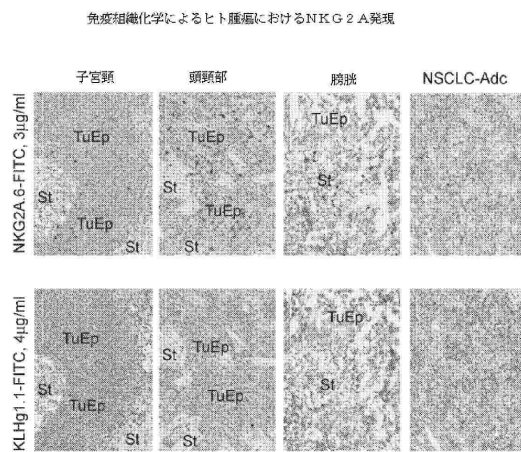 免疫組織化学によるヒト腫瘍におけるNKG2A発現
子宮頸 頭頸部 膀胱 NSCLC-Adc
NKG2A.6-FITC, 3µg/ml
TuEp TuEp TuEp
St St St
TuEp TuEp
St St
KLHg1.1-FITC, 4µg/ml
TuEp TuEp TuEp
St St St
TuEp TuEp
St St